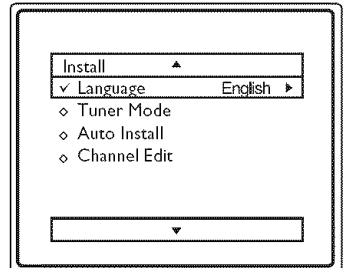 Install
Language English
Tuner Mode
Auto Install
Channel Edit